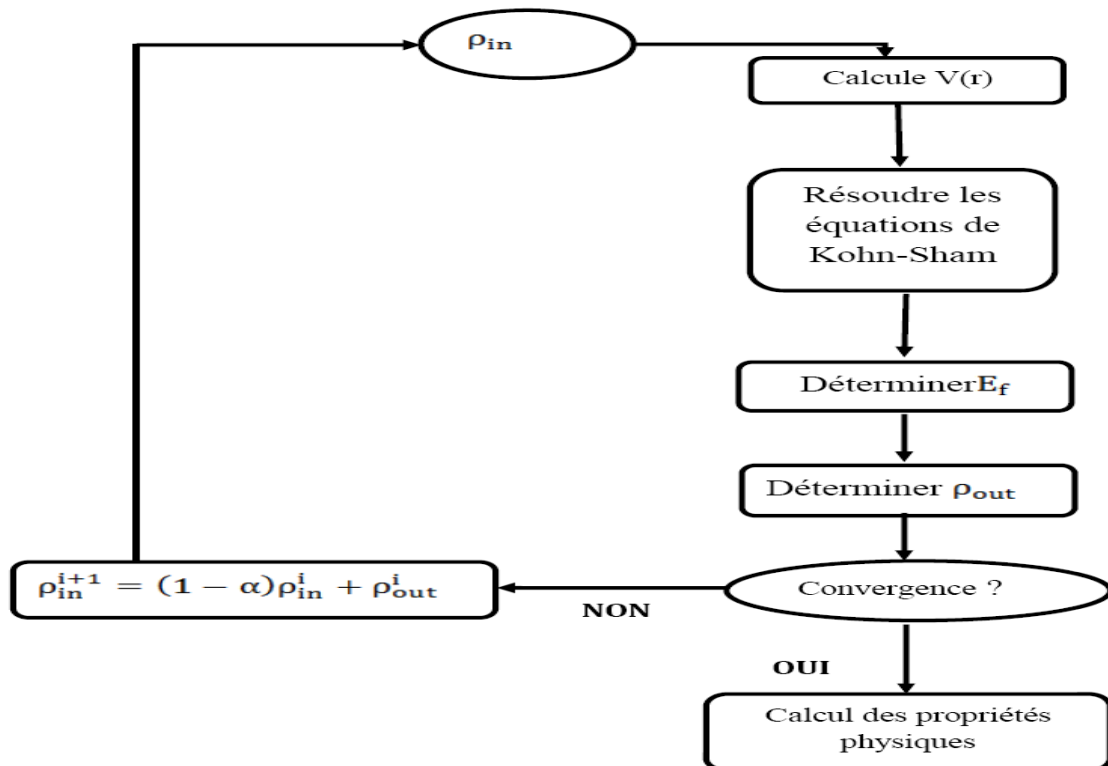 ρin
Calcule V(r)
Résoudre les
équations de
Kohn-Sham
DéterminerEf
Déterminer ρout
Convergence ?
NON
ρin^i+1 = (1 − α)ρin^i + ρout^i
OUI
Calcul des propriétés
physiques